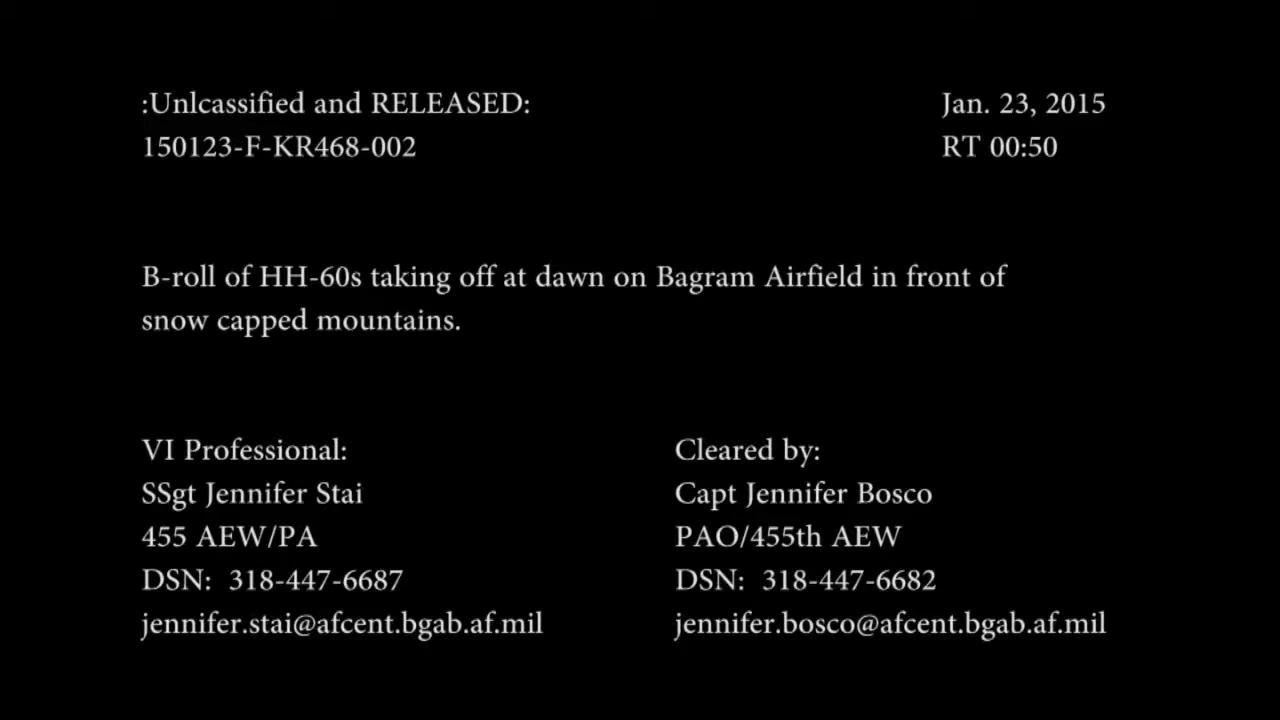 :Unlcassified and RELEASED:
Jan. 23, 2015
150123-F-KR468-002
RT 00:50
B-roll of HH-60s taking off at dawn on Bagram Airfield in front of
snow capped mountains.
VI Professional:
SSgt Jennifer Stai
455 AEW/PA
DSN:  318-447-6687
jennifer.stai@afcent.bgab.af.mil
Cleared by:
Capt Jennifer Bosco
PAO/455th AEW
DSN:  318-447-6682
jennifer.bosco@afcent.bgab.af.mil